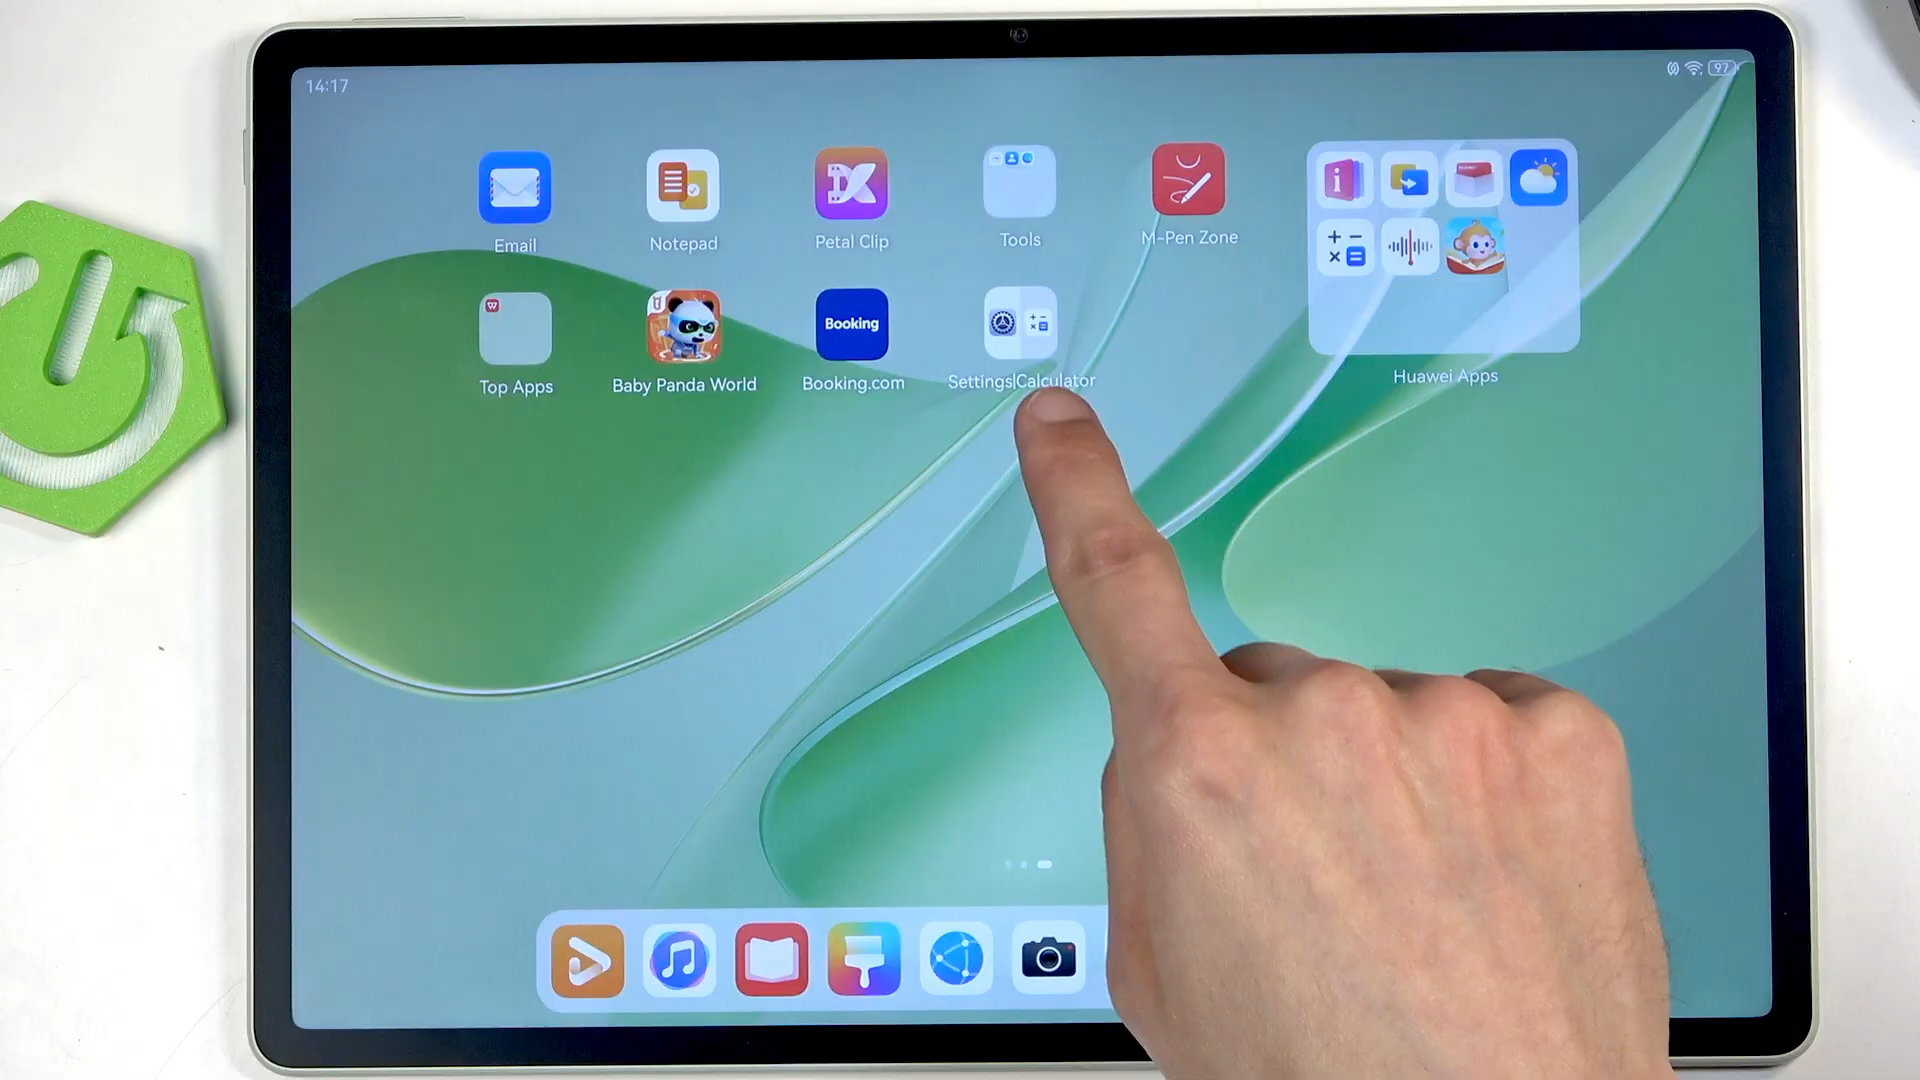 14:17
97
Email
Notepad
Petal Clip
Tools
M-Pen Zone
Top Apps
Baby Panda World
Booking
Booking.com
Settings|Calculator
Huawei Apps